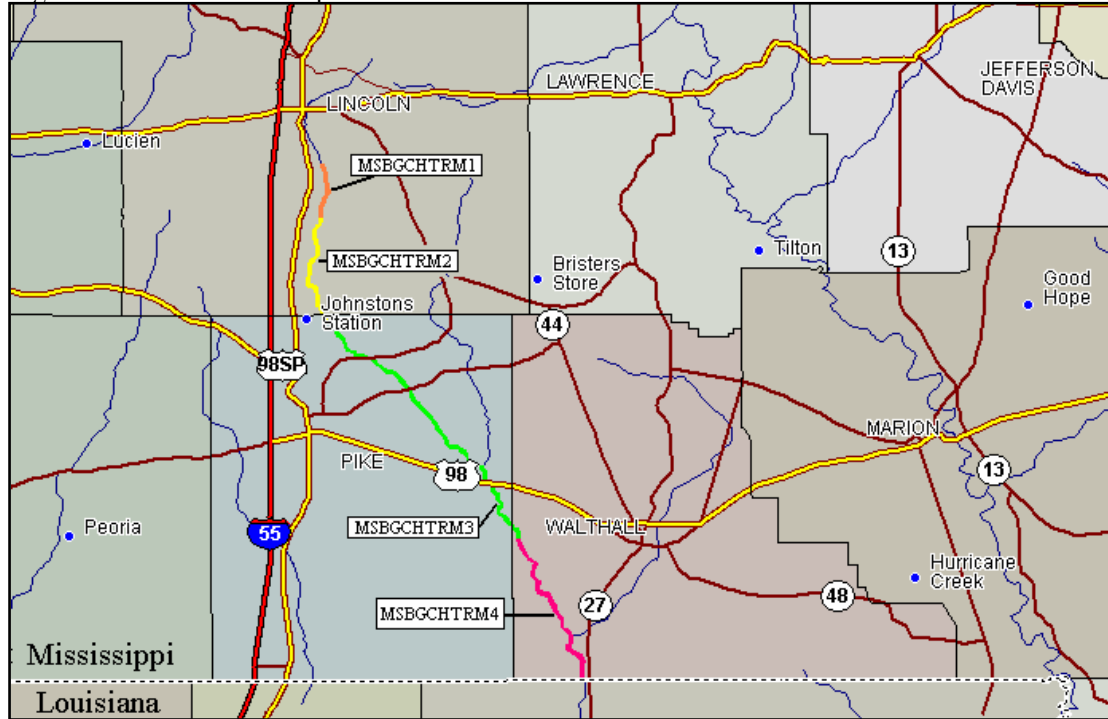 LAWRENCE
JEFFERSON
DAVIS
LINCOLN
Lucien
MSBGCHTRM1
MSBGCHTRM2
Tilton
13
Bristers
Store
Good
Hope
Johnstons
Station
44
98SP
MARION
PIKE
98
13
MSBGCHTRM3
WALTHALL
Peoria
55
Hurricane
Creek
MSBGCHTRM4
27
48
Mississippi
Louisiana